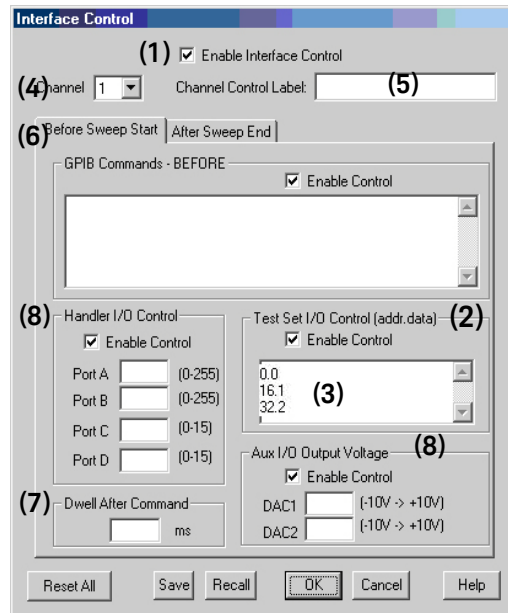 Interface Control
(1) Enable Interface Control
(4) Channel 1 Channel Control Label: (5)
(6) Before Sweep Start After Sweep End
GPIB Commands - BEFORE
Enable Control
(8) Handler I/O Control
Enable Control
Port A (0-255)
Port B (0-255)
Port C (0-15)
Port D (0-15)
Test Set I/O Control (addr.data) (2)
Enable Control
0.0
16.1
32.2
(3)
Aux I/O Output Voltage (8)
Enable Control
DAC1 (-10V -> +10V)
DAC2 (-10V -> +10V)
(7) Dwell After Command
ms
Reset All Save Recall OK Cancel Help